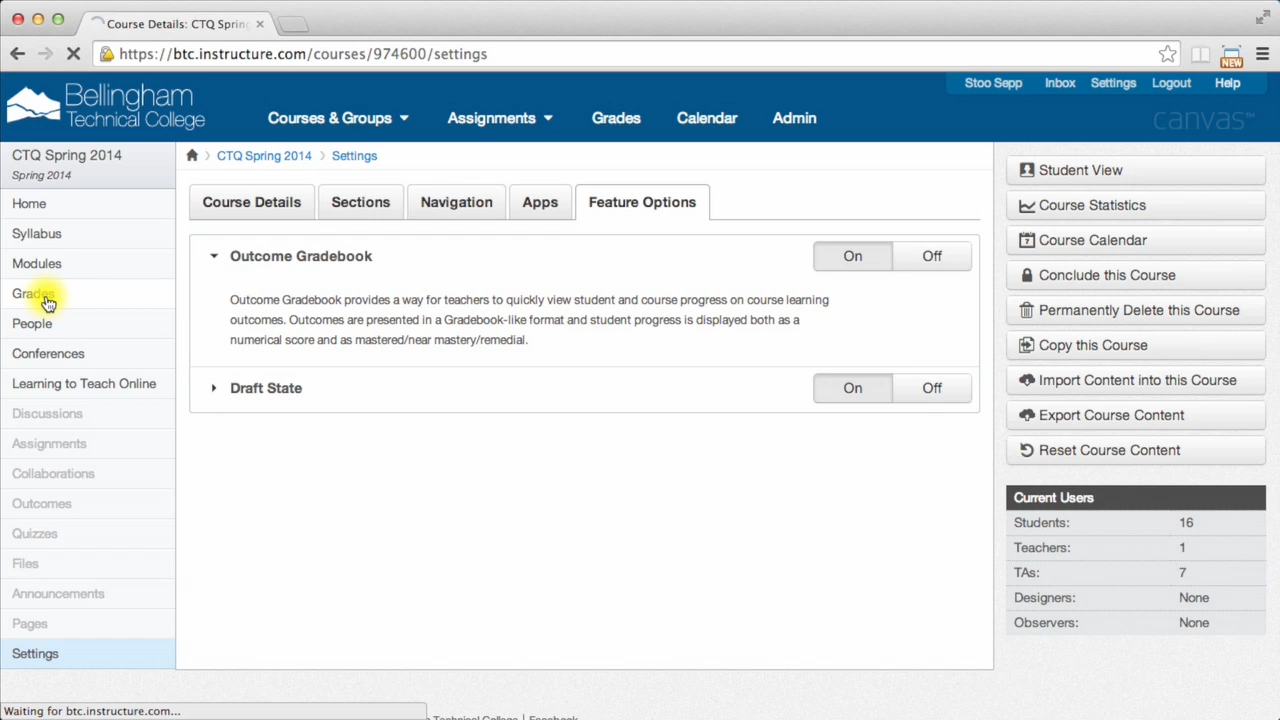 Course Details: CTQ Spring
https://btc.instructure.com/courses/974600/settings
NEW
Stoo Sepp Inbox Settings Logout Help
Bellingham
Technical College
Courses & Groups Assignments Grades Calendar Admin
canvas™
CTQ Spring 2014
Spring 2014
Home
Syllabus
Modules
Grades
People
Conferences
Learning to Teach Online
Discussions
Assignments
Collaborations
Outcomes
Quizzes
Files
Announcements
Pages
Settings
CTQ Spring 2014 Settings
Course Details Sections Navigation Apps Feature Options
Outcome Gradebook On Off
Outcome Gradebook provides a way for teachers to quickly view student and course progress on course learning
outcomes. Outcomes are presented in a Gradebook-like format and student progress is displayed both as a
numerical score and as mastered/near mastery/remedial.
Draft State On Off
Student View
Course Statistics
7 Course Calendar
Conclude this Course
Permanently Delete this Course
Copy this Course
Import Content into this Course
Export Course Content
Reset Course Content
Current Users
Students: 16
Teachers: 1
TAs: 7
Designers: None
Observers: None
Waiting for btc.instructure.com...
Technical College | Facebook